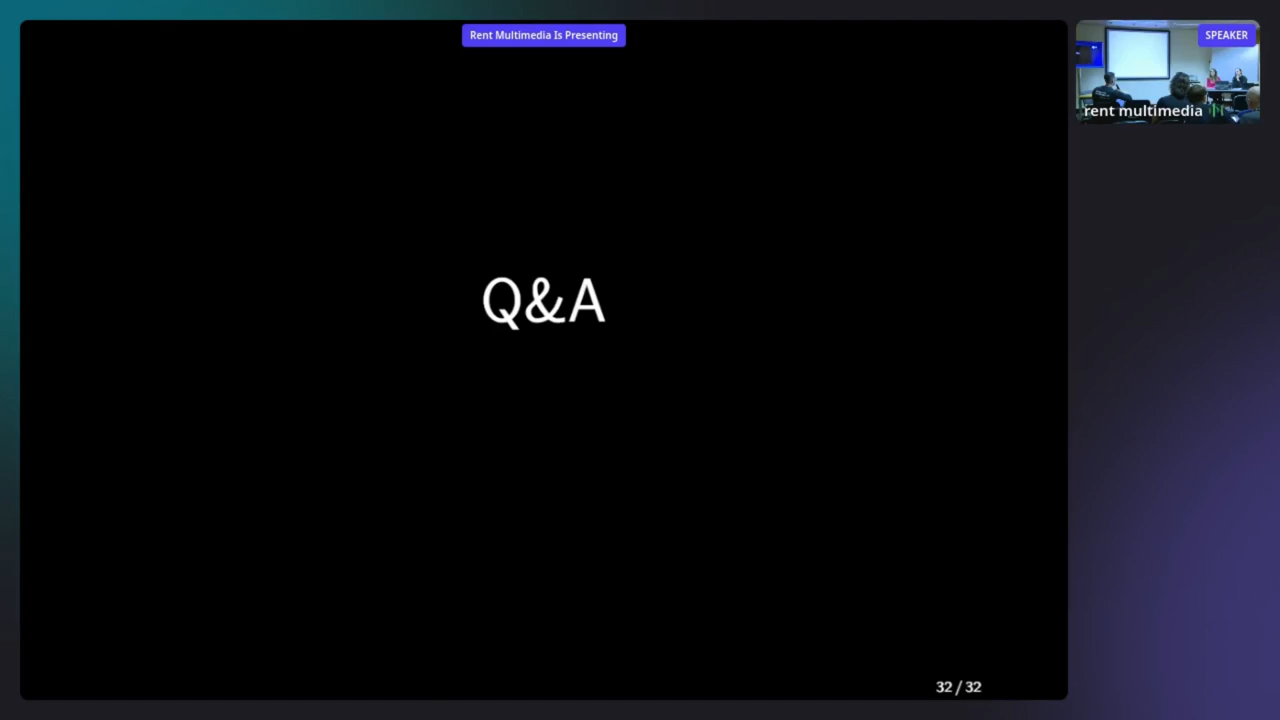 Rent Multimedia Is Presenting
SPEAKER
rent multimedia
Q&A
32 / 32